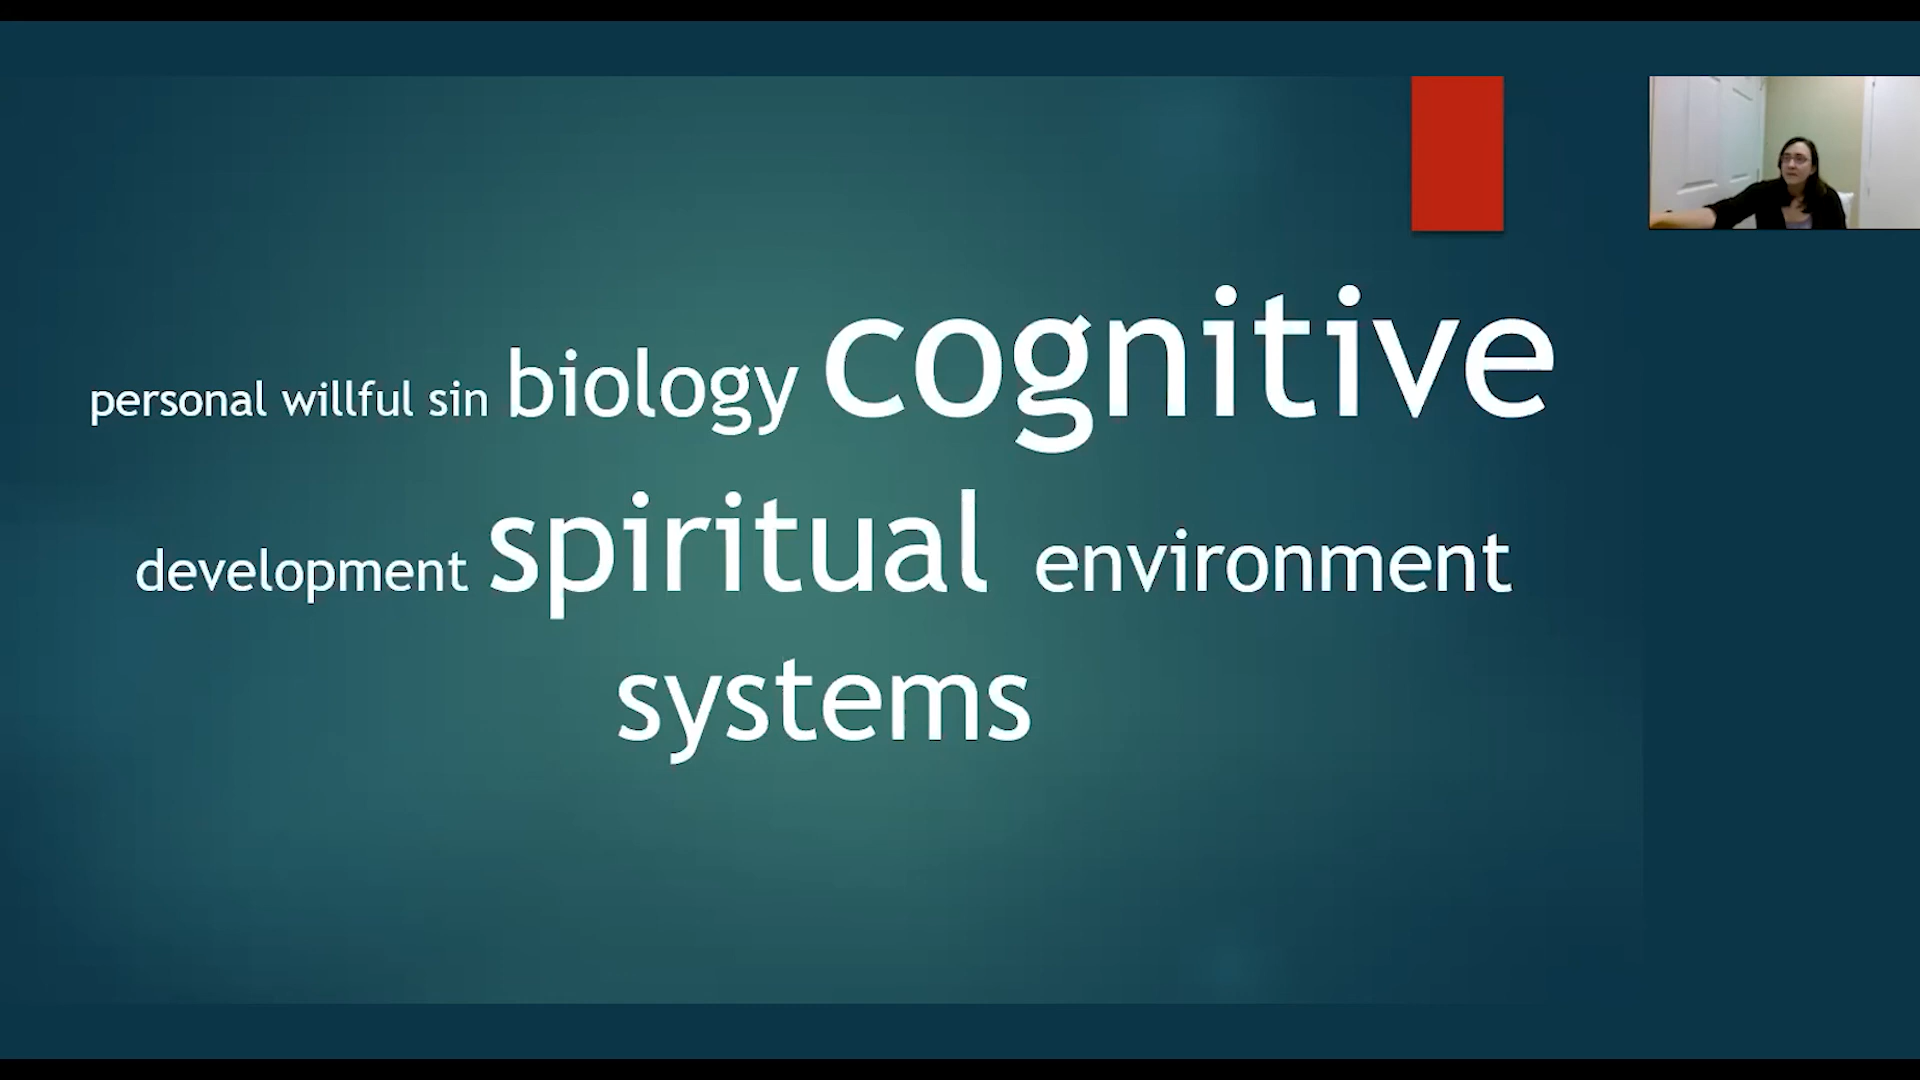 personal willful sin biology cognitive
development spiritual environment
systems